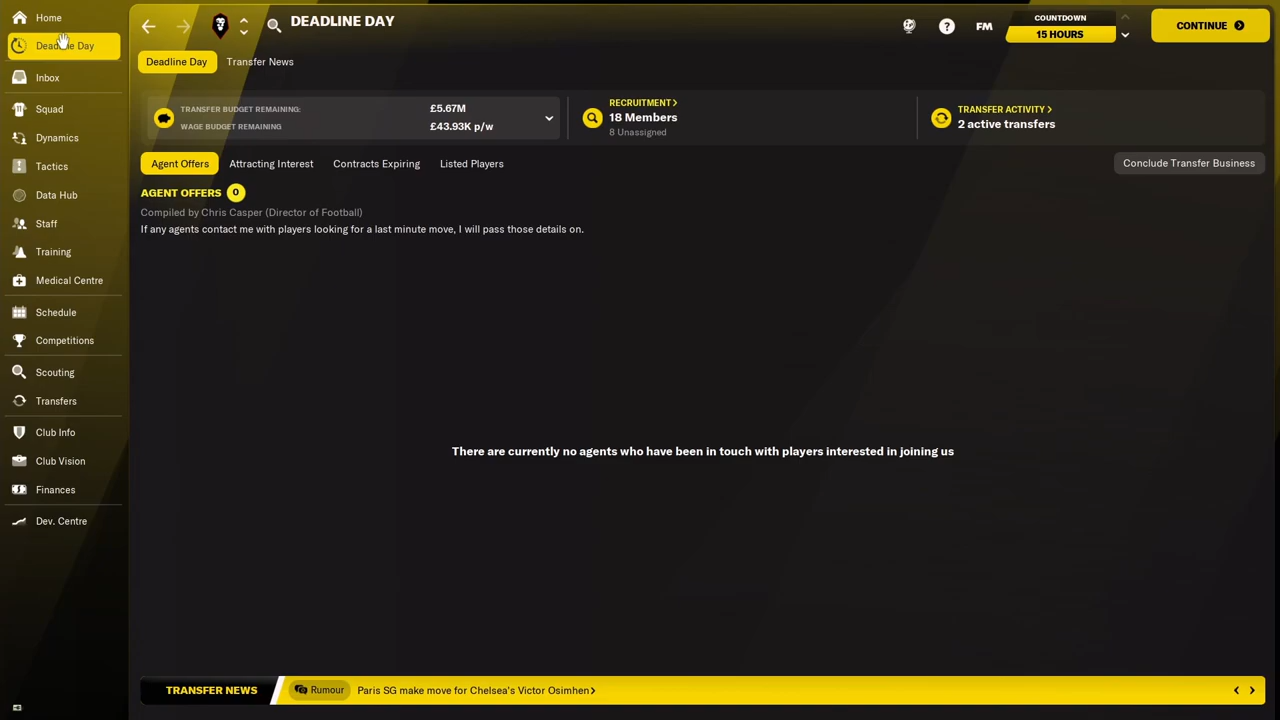 Home
Deadline Day
Inbox
Squad
Dynamics
Tactics
Data Hub
Staff
Training
Medical Centre
Schedule
Competitions
Scouting
Transfers
Club Info
Club Vision
Finances
Dev. Centre
DEADLINE DAY
?
FM
COUNTDOWN
15 HOURS
CONTINUE
Deadline Day Transfer News
TRANSFER BUDGET REMAINING: £5.67M
WAGE BUDGET REMAINING £43.93K p/w
RECRUITMENT>
18 Members
8 Unassigned
TRANSFER ACTIVITY>
2 active transfers
Agent Offers Attracting Interest Contracts Expiring Listed Players Conclude Transfer Business
AGENT OFFERS 0
Compiled by Chris Casper (Director of Football)
If any agents contact me with players looking for a last minute move, I will pass those details on.
There are currently no agents who have been in touch with players interested in joining us
TRANSFER NEWS Rumour Paris SG make move for Chelsea's Victor Osimhen>